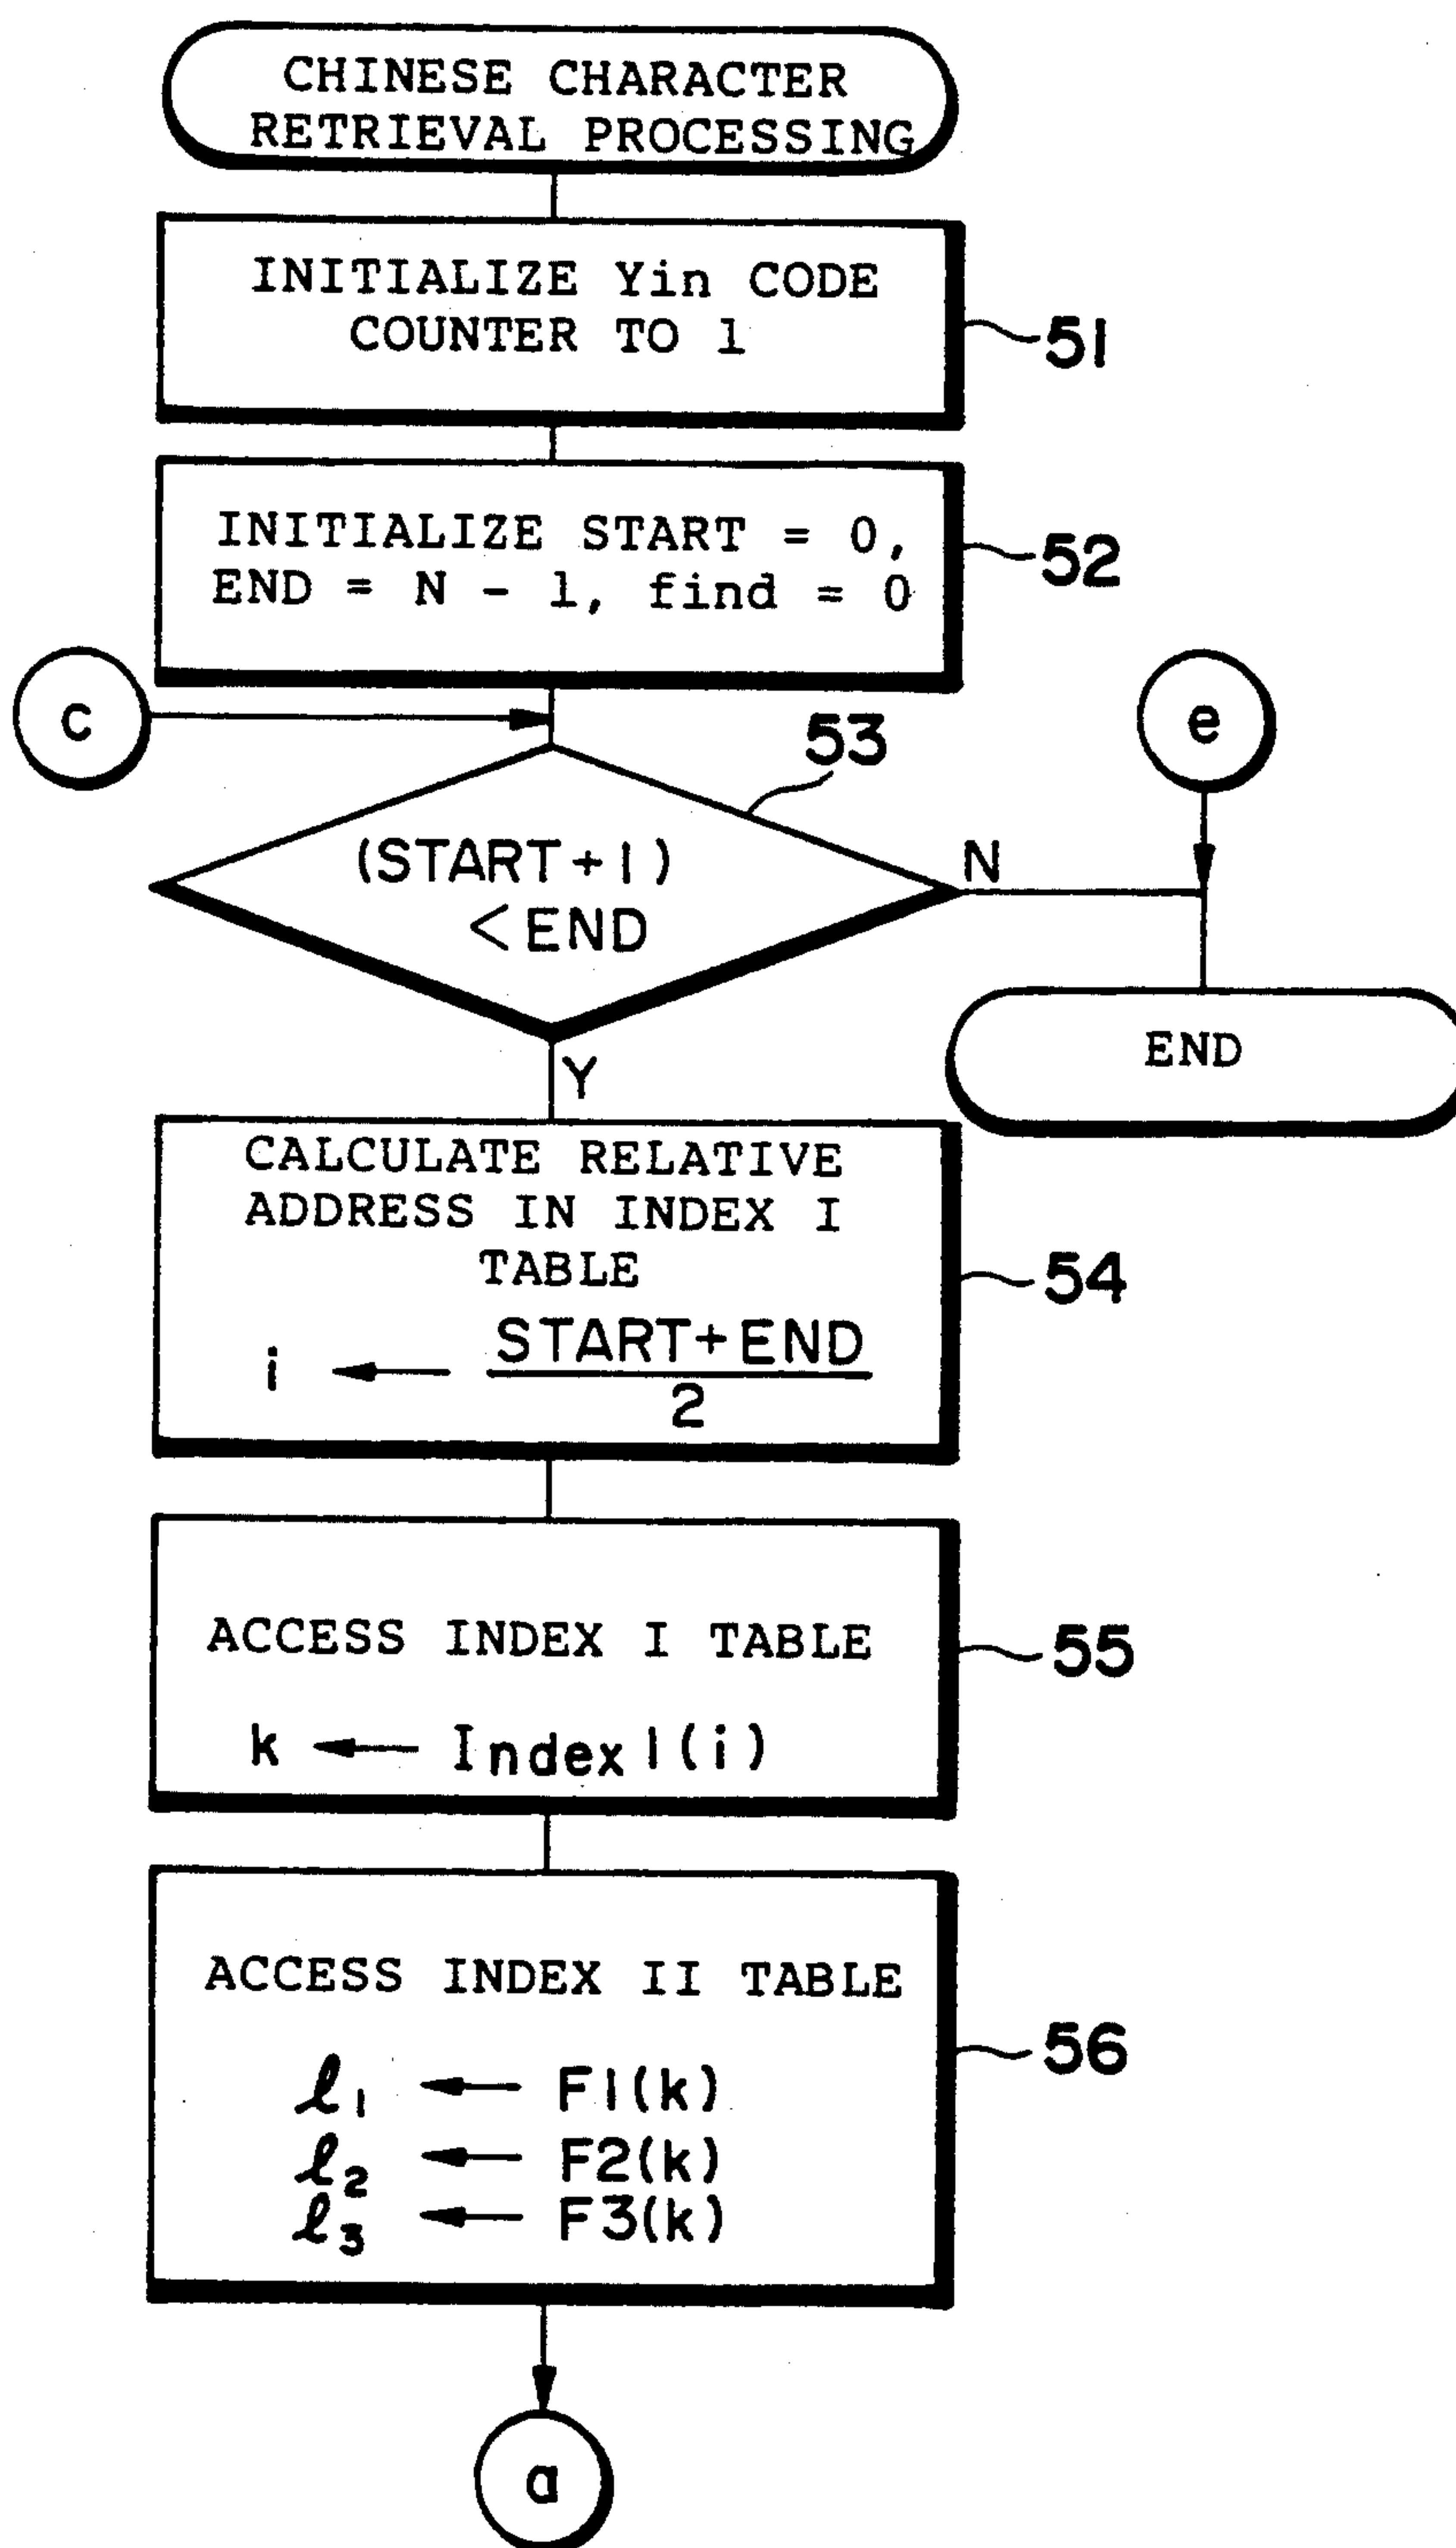 CHINESE CHARACTER
RETRIEVAL PROCESSING
INITIALIZE Yin CODE
COUNTER TO 1
51
INITIALIZE START = 0,
END = N - 1, find = 0
52
c
e
53
(START+1)
<END
N
Y
END
CALCULATE RELATIVE
ADDRESS IN INDEX I
TABLE
i ← START+END
2
54
ACCESS INDEX I TABLE
k ← Index1(i)
55
ACCESS INDEX II TABLE
ℓ1 ← F1(k)
ℓ2 ← F2(k)
ℓ3 ← F3(k)
56
a